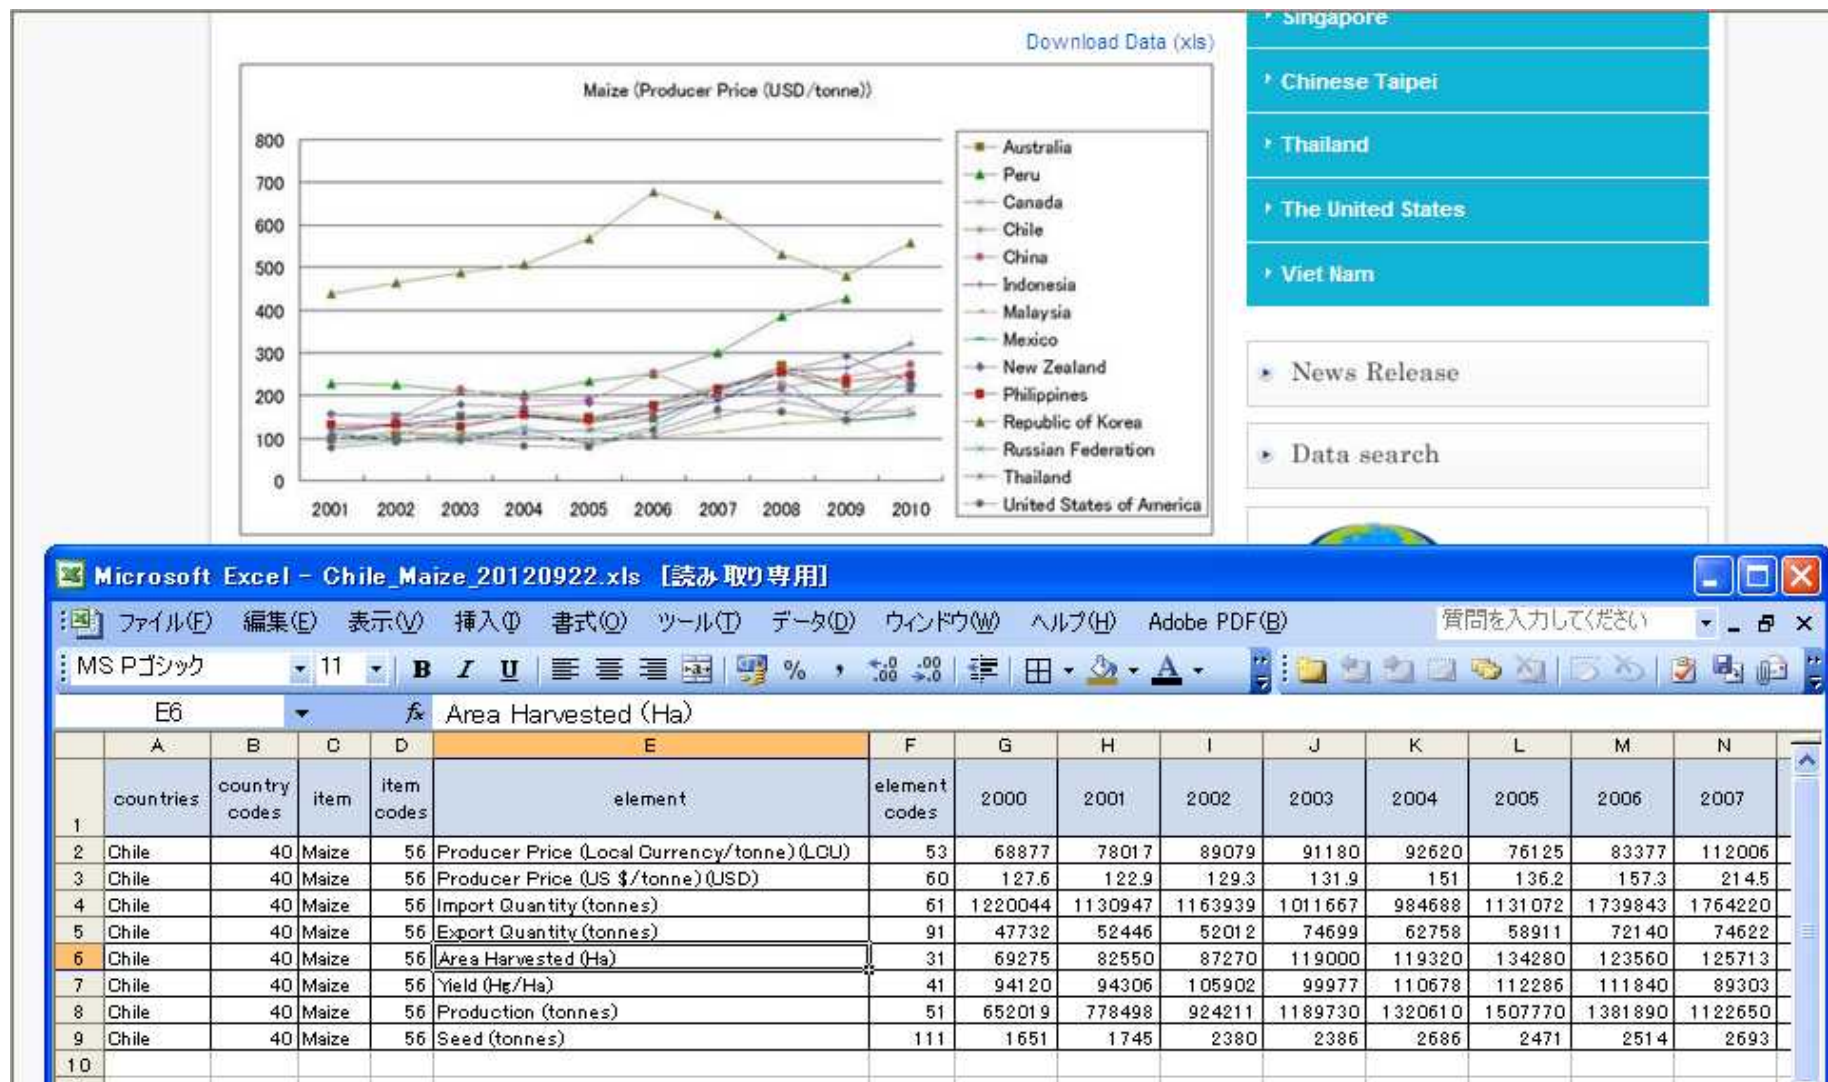 Singapore
Download Data (xls)
Chinese Taipei
Thailand
The United States
Viet Nam
News Release
Data search
Maize (Producer Price (USD/tonne))
800
700
600
500
400
300
200
100
0
2001 2002 2003 2004 2005 2006 2007 2008 2009 2010
Australia
Peru
Canada
Chile
China
Indonesia
Malaysia
Mexico
New Zealand
Philippines
Republic of Korea
Russian Federation
Thailand
United States of America
Microsoft Excel - Chile_Maize_20120922.xls [読み取り専用]
ファイル(F) 編集(E) 表示(V) 挿入(I) 書式(O) ツール(T) データ(D) ウィンドウ(W) ヘルプ(H) Adobe PDF(B) 質問を入力してください
MS Pゴシック 11 B I U % , A
E6 fx Area Harvested (Ha)
A B C D E F G H I J K L M N
1 countries country codes item item codes element element codes 2000 2001 2002 2003 2004 2005 2006 2007
2 Chile 40 Maize 56 Producer Price (Local Currency/tonne) (LCU) 53 68877 78017 89079 91180 92620 76125 83377 112006
3 Chile 40 Maize 56 Producer Price (US $/tonne) (USD) 60 127.6 122.9 129.3 131.9 151 136.2 157.3 214.5
4 Chile 40 Maize 56 Import Quantity (tonnes) 61 1220044 1130947 1163939 1011667 984688 1131072 1739843 1764220
5 Chile 40 Maize 56 Export Quantity (tonnes) 91 47732 52446 52012 74699 62758 58911 72140 74622
6 Chile 40 Maize 56 Area Harvested (Ha) 31 69275 82550 87270 119000 119320 134280 123560 125713
7 Chile 40 Maize 56 Yield (Hg/Ha) 41 94120 94306 105902 99977 110678 112286 111840 89303
8 Chile 40 Maize 56 Production (tonnes) 51 652019 778498 924211 1189730 1320610 1507770 1381890 1122650
9 Chile 40 Maize 56 Seed (tonnes) 111 1651 1745 2380 2386 2686 2471 2514 2693
10